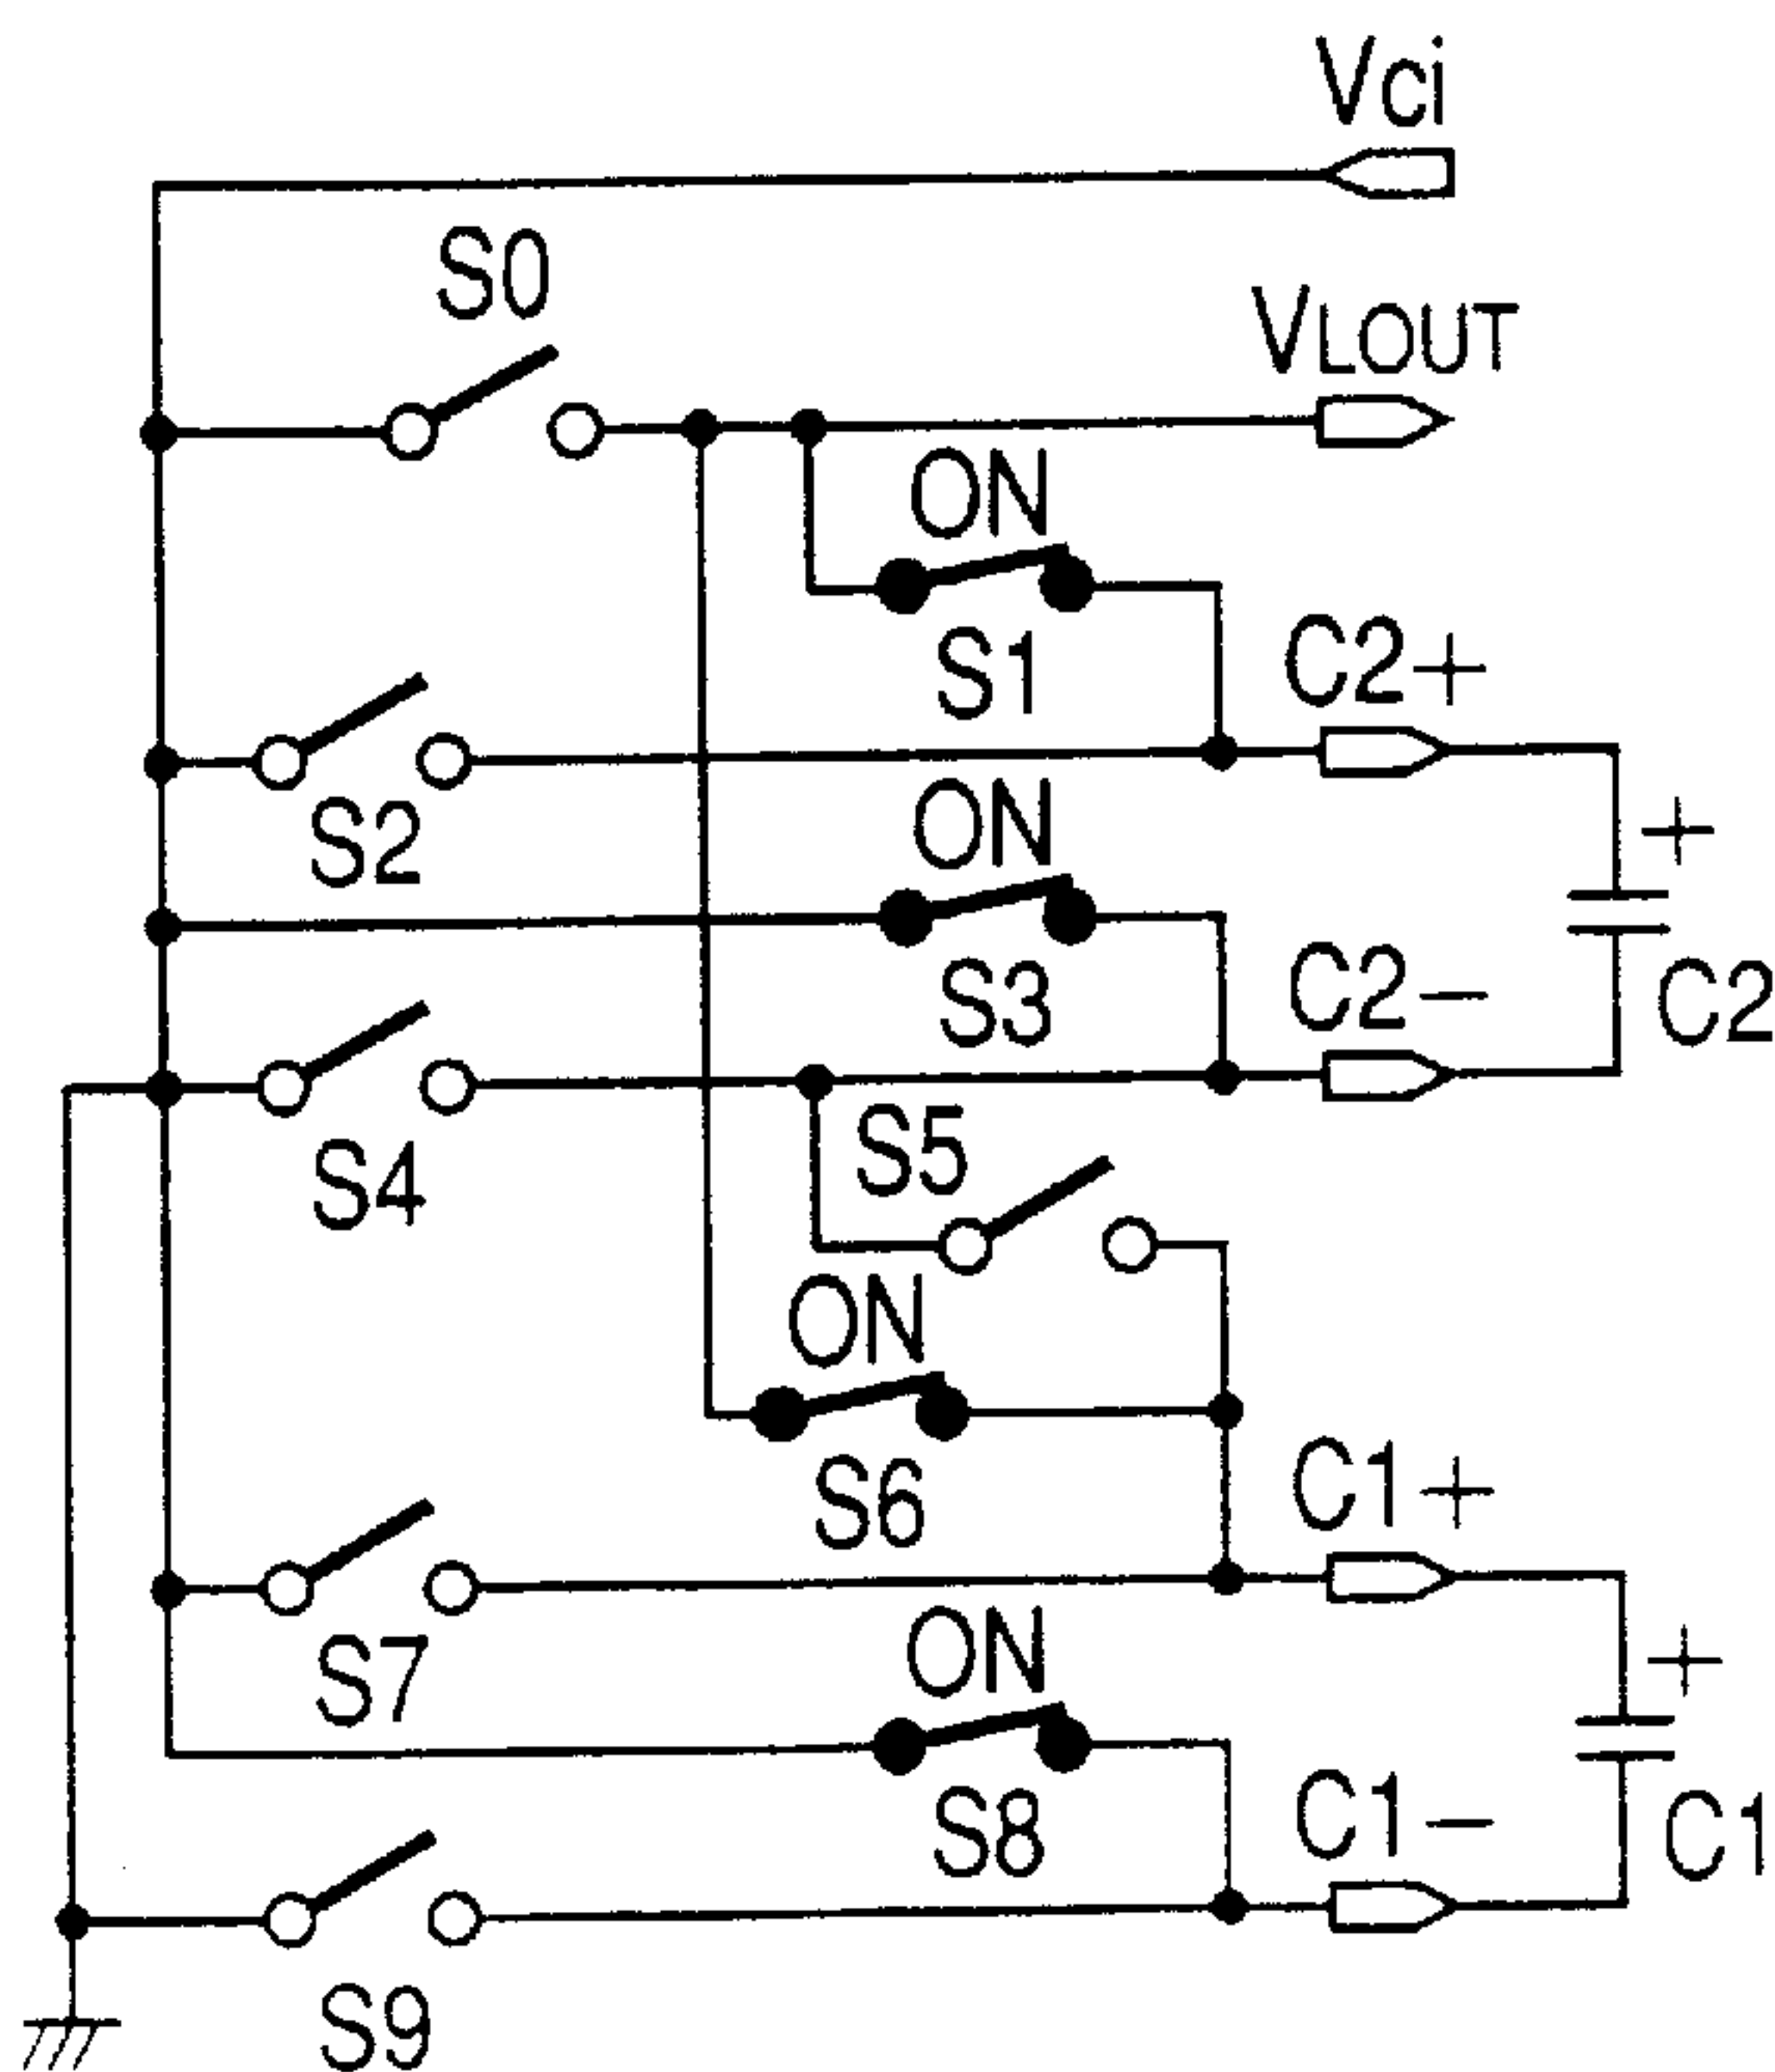 Vci
S0
VLOUT
ON
S1
C2+
S2
ON
+
S3
C2-
C2
S4
S5
ON
S6
C1+
S7
ON
+
S8
C1-
C1
S9